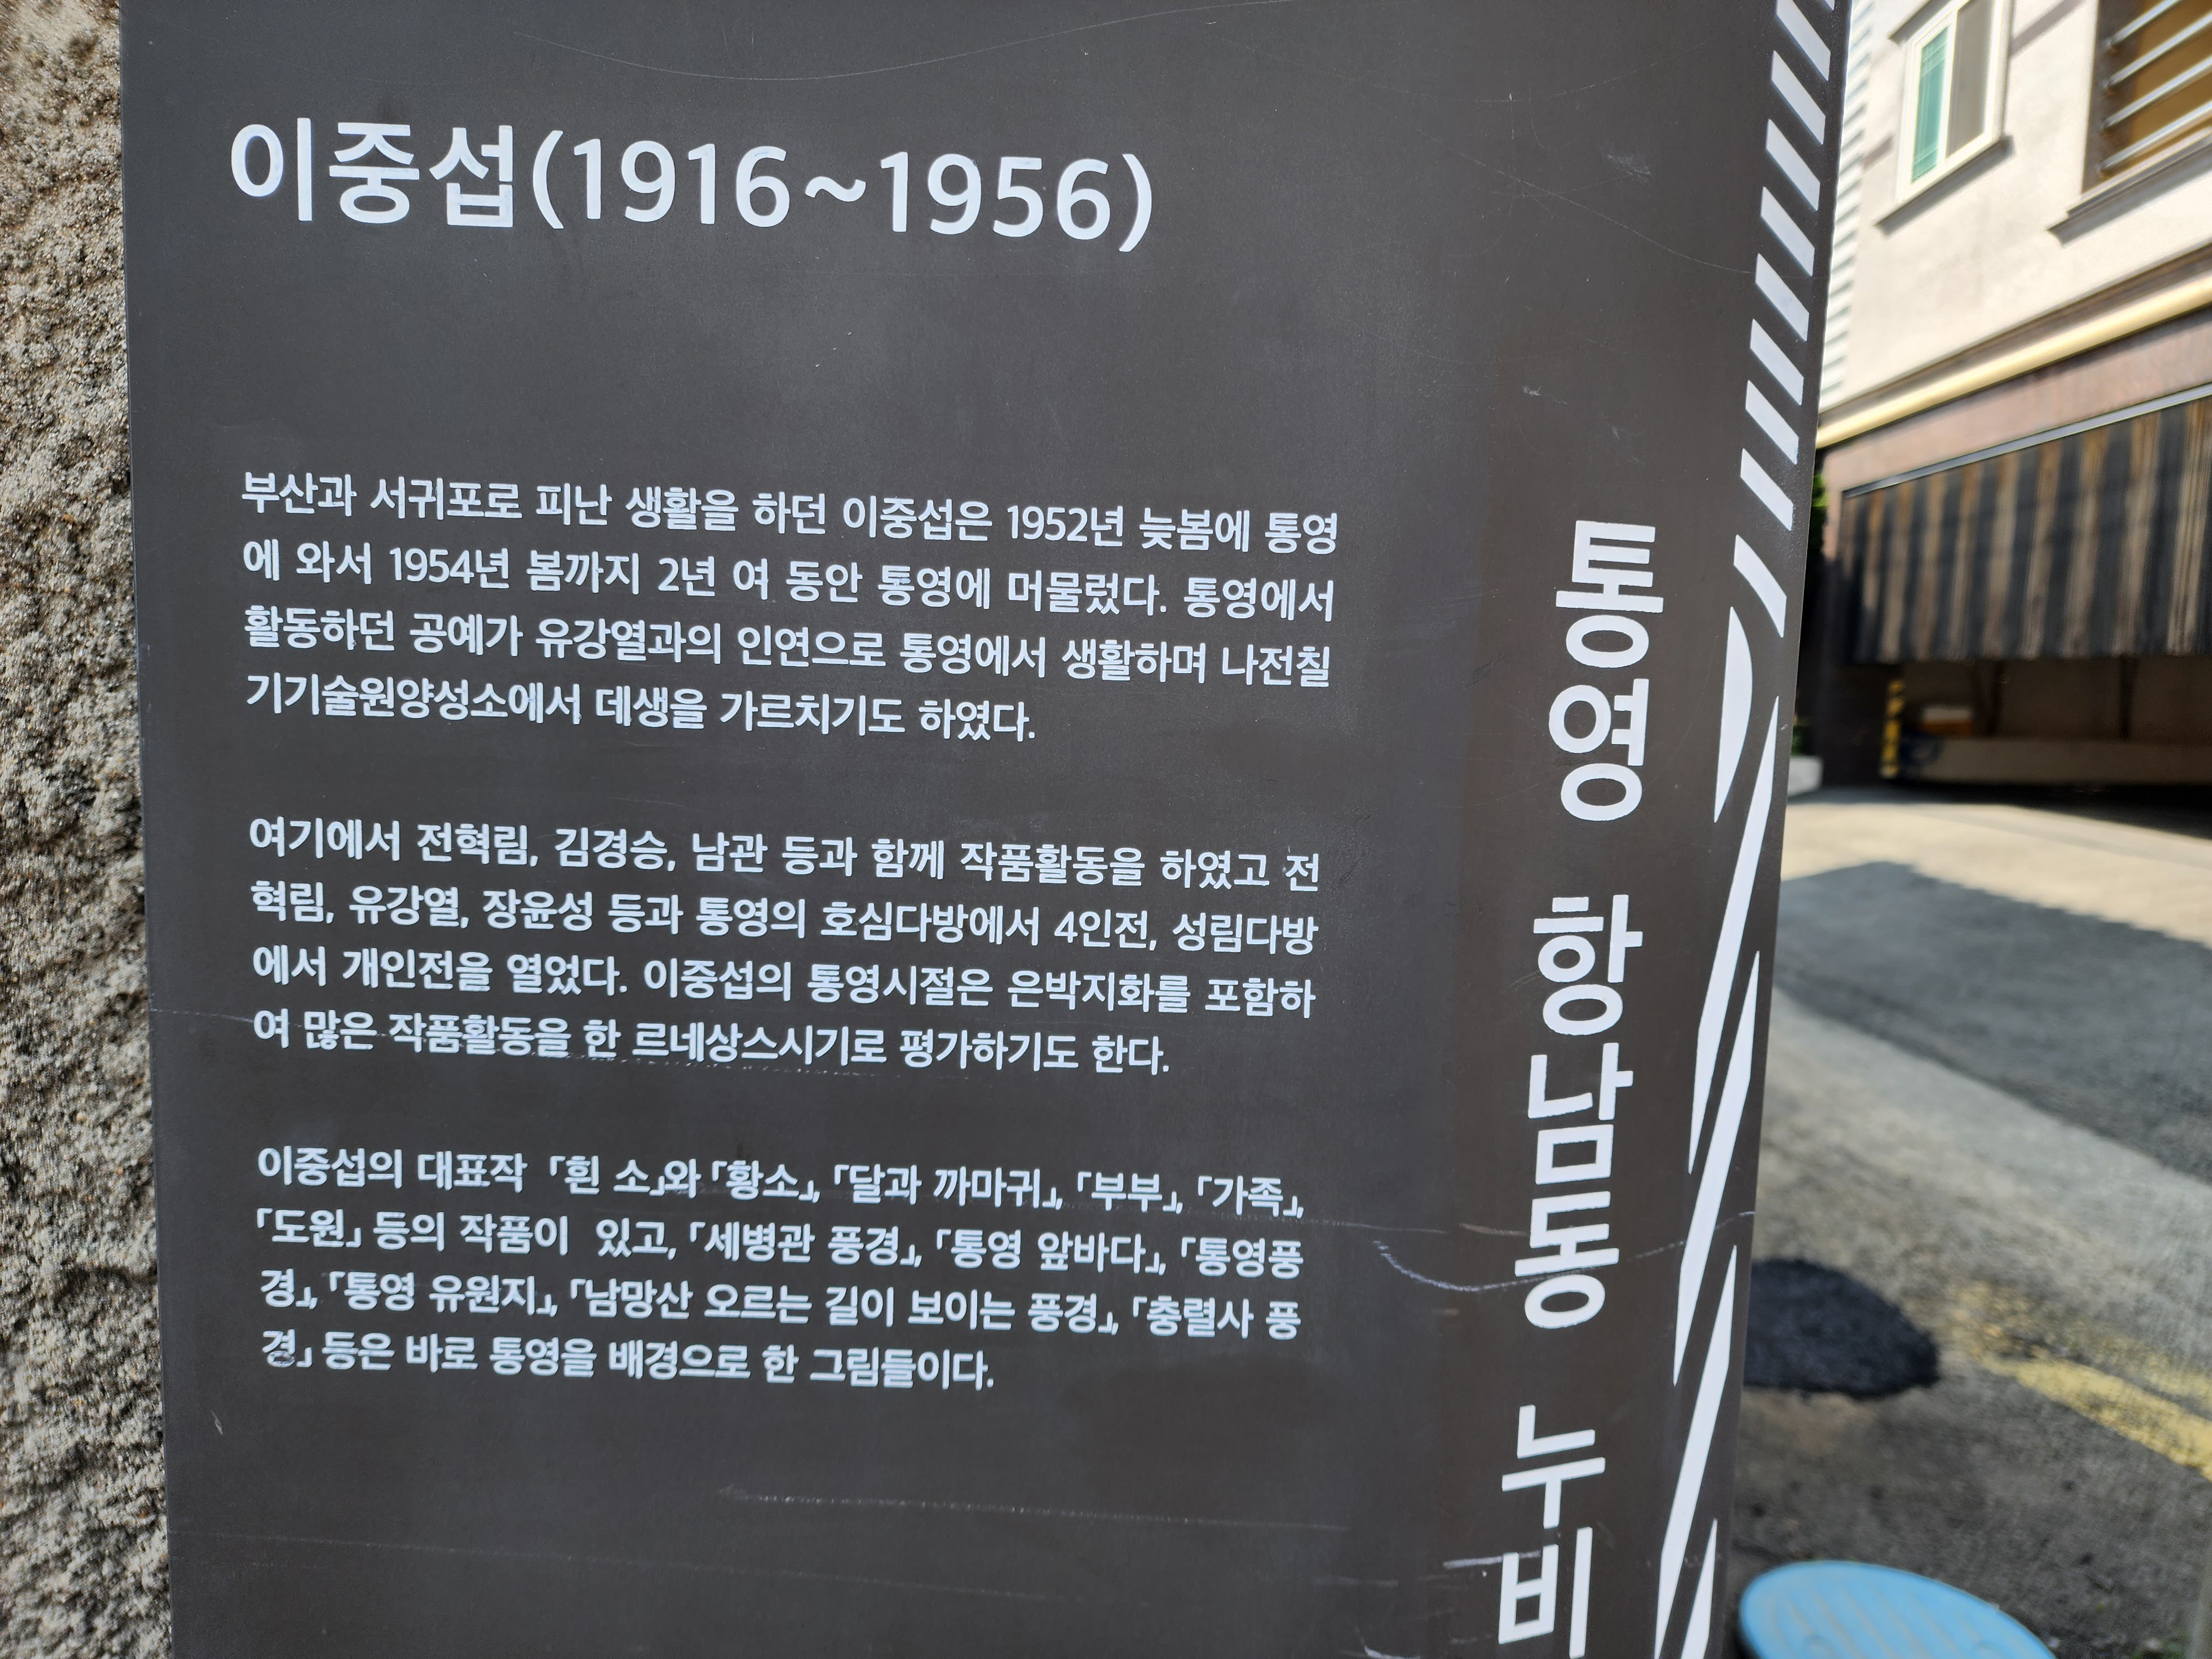 이중섭(1916~1956)
부산과 서귀포로 피난 생활을 하던 이중섭은 1952년 늦봄에 통영
에 와서 1954년 봄까지 2년 여 동안 통영에 머물렀다. 통영에서
활동하던 공예가 유강열과의 인연으로 통영에서 생활하며 나전칠
기기술원양성소에서 데생을 가르치기도 하였다.
여기에서 전혁림, 김경승, 남관 등과 함께 작품활동을 하였고 전
혁림, 유강열, 장윤성 등과 통영의 호심다방에서 4인전, 성림다방
에서 개인전을 열었다. 이중섭의 통영시절은 은박지화를 포함하
여 많은 작품활동을 한 르네상스시기로 평가하기도 한다.
이중섭의 대표작 「흰 소」와 「황소」, 「달과 까마귀」, 「부부」, 「가족」,
「도원」 등의 작품이 있고, 「세병관 풍경」, 「통영 앞바다」, 「통영풍
경」, 「통영 유원지」, 「남망산 오르는 길이 보이는 풍경」, 「충렬사 풍
경」 등은 바로 통영을 배경으로 한 그림들이다.
통영 항남동 누비